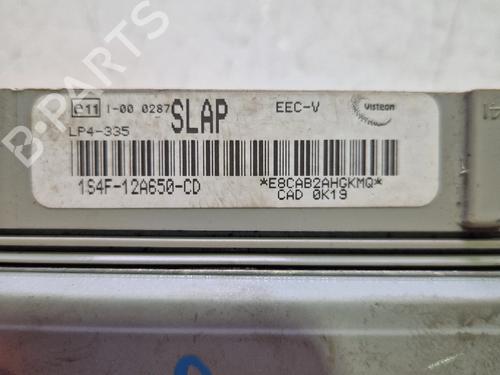 e11 I-00 0287 SLAP EEC-V Visteon
LP4-335
1S4F-12A650-CD *E8CAB2AHGKMQ*
CAD 0K19
B-PARTS